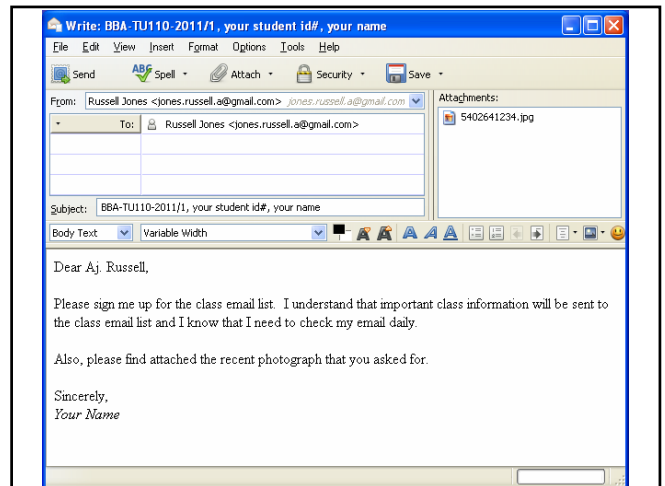 Write: BBA-TU110-2011/1, your student id#, your name
File Edit View Insert Format Options Tools Help
Send ABC Spell Attach Security Save
From: Russell Jones <jones.russell.a@gmail.com> jones.russell.a@gmail.com
To: Russell Jones <jones.russell.a@gmail.com>
Attachments:
5402641234.jpg
Subject: BBA-TU110-2011/1, your student id#, your name
Body Text Variable Width
Dear Aj. Russell,
Please sign me up for the class email list. I understand that important class information will be sent to
the class email list and I know that I need to check my email daily.
Also, please find attached the recent photograph that you asked for.
Sincerely,
Your Name